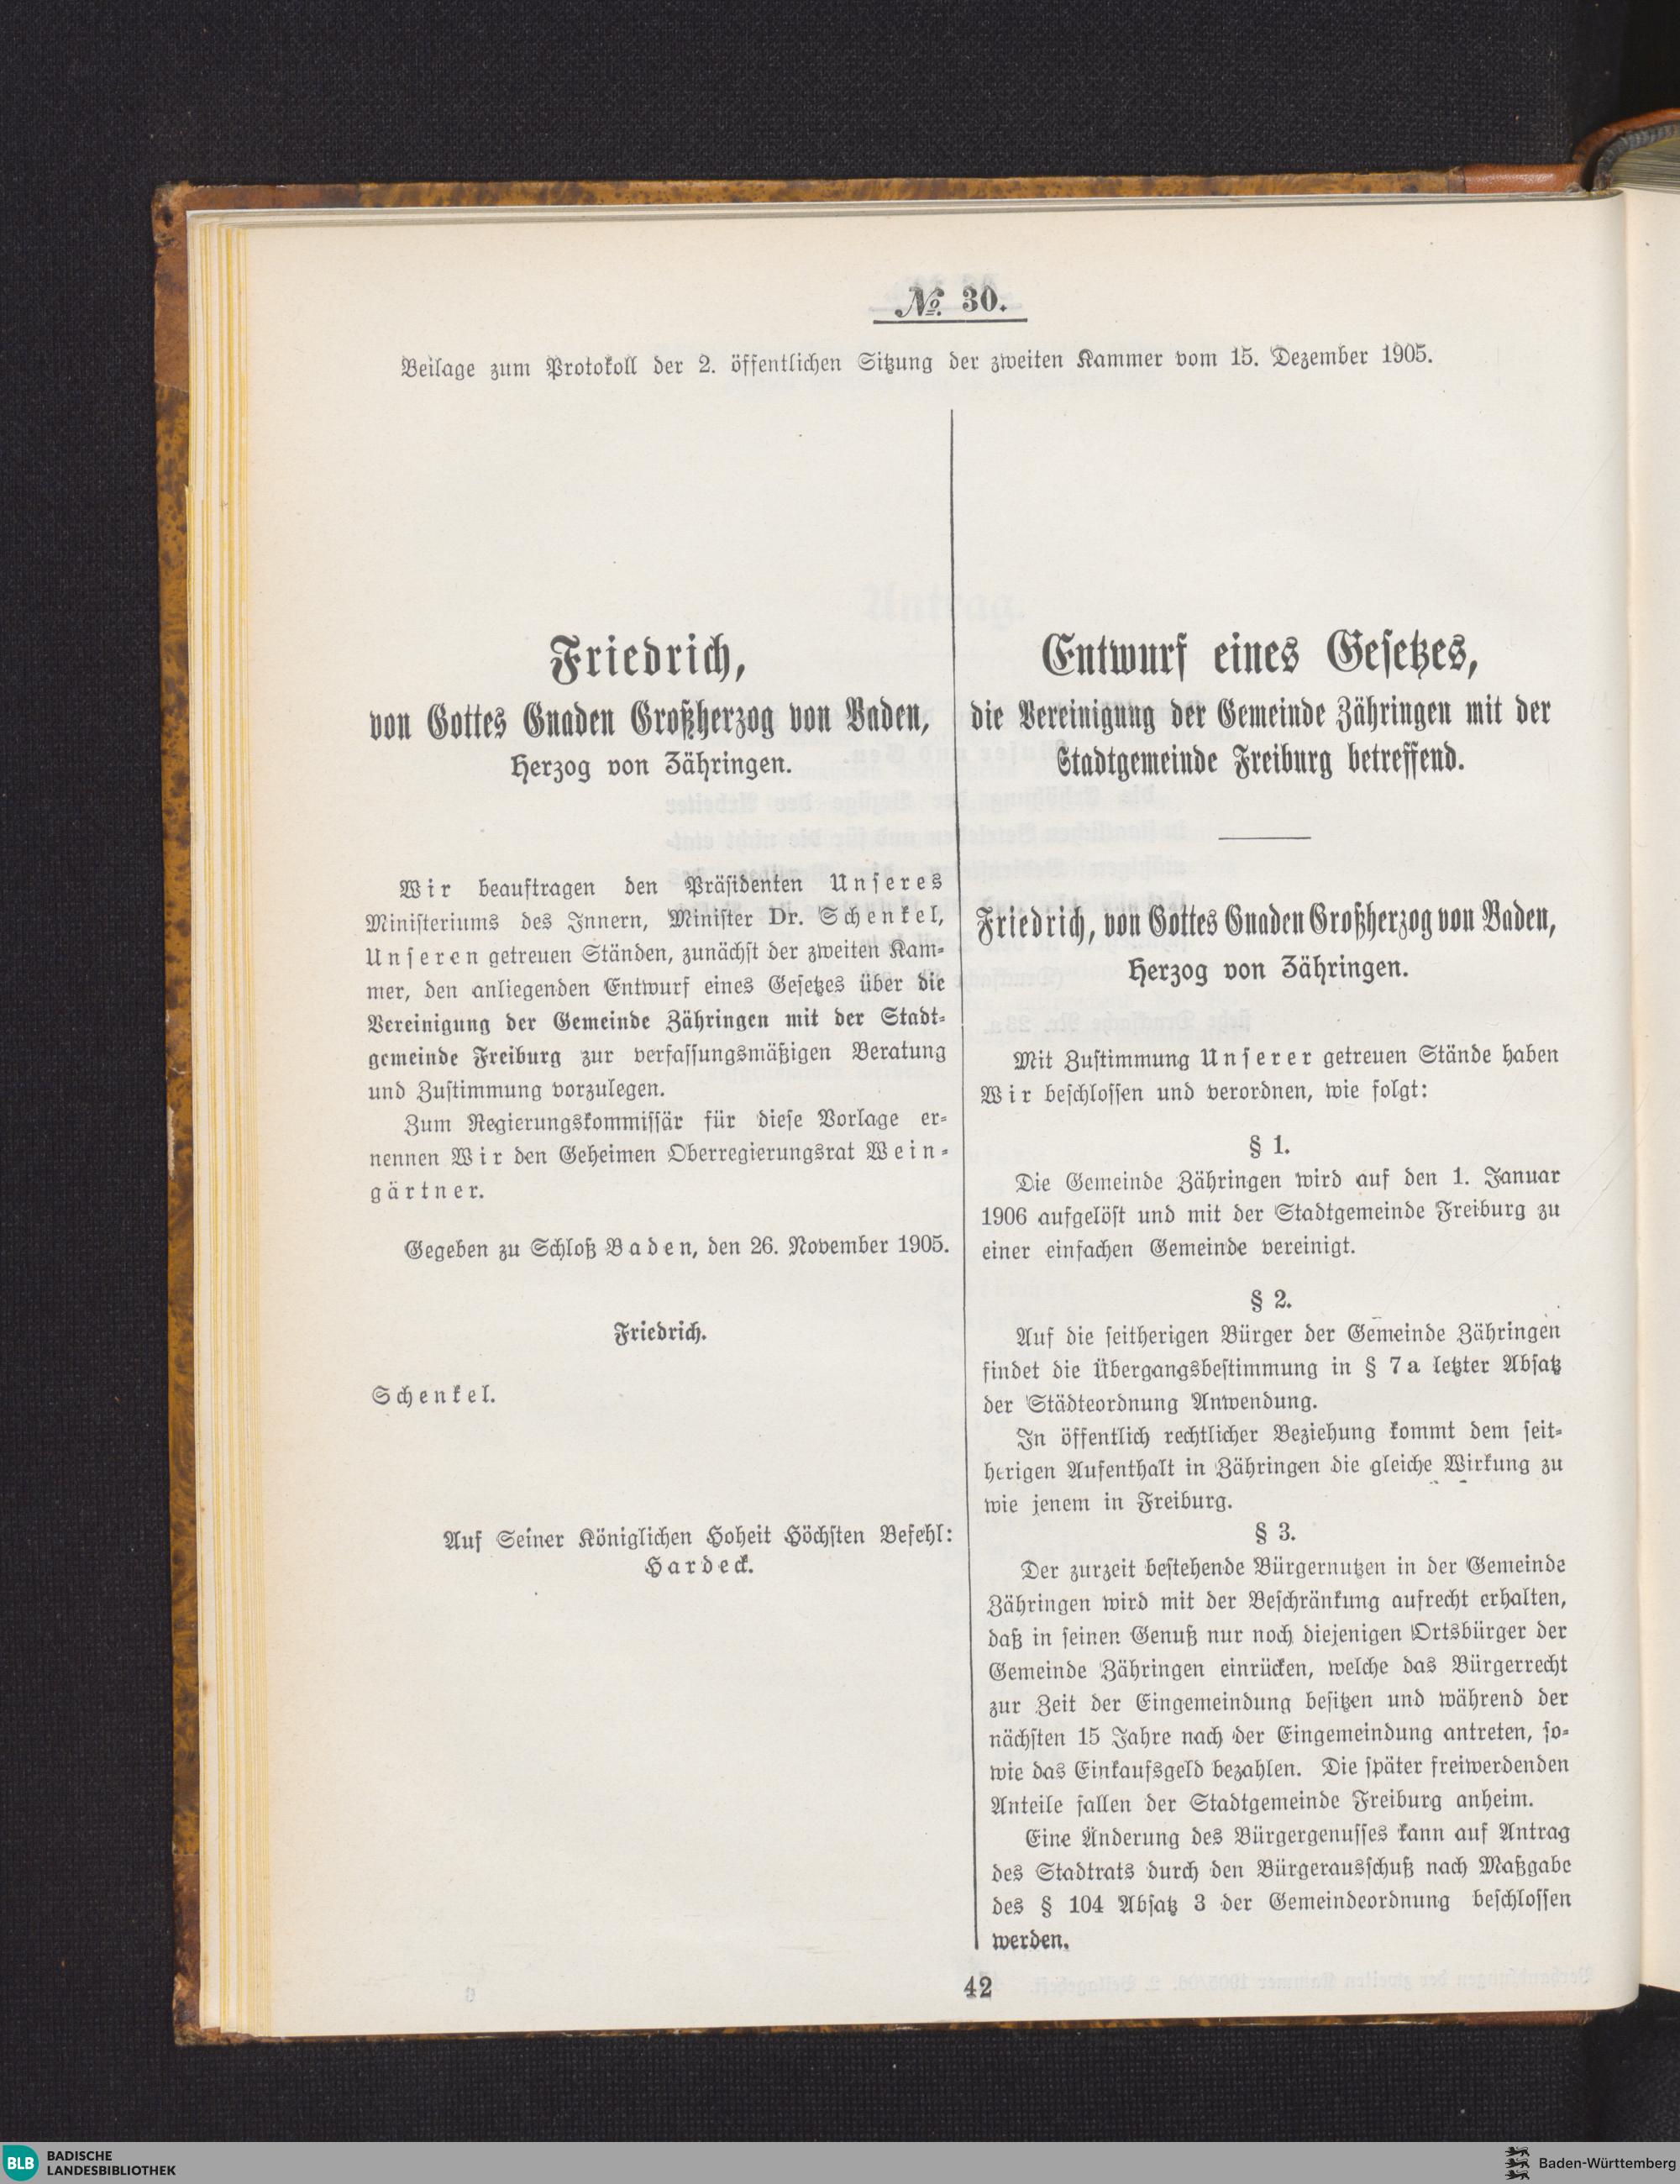 № 30.
Beilage zum Protokoll der 2. öffentlichen Sitzung der zweiten Kammer vom 15. Dezember 1905.
Friedrich,
von Gottes Gnaden Großherzog von Baden,
Herzog von Zähringen.
Wir beauftragen den Präsidenten Unseres
Ministeriums des Innern, Minister Dr. Schenkel,
Unseren getreuen Ständen, zunächst der zweiten Kam-
mer, den anliegenden Entwurf eines Gesetzes über die
Vereinigung der Gemeinde Zähringen mit der Stadt-
gemeinde Freiburg zur verfassungsmäßigen Beratung
und Zustimmung vorzulegen.
Zum Regierungskommissär für diese Vorlage er-
nennen Wir den Geheimen Oberregierungsrat Wein-
gärtner.
Gegeben zu Schloß Baden, den 26. November 1905.
Friedrich.
Schenkel.
Auf Seiner Königlichen Hoheit Höchsten Befehl:
Hardeck.
Entwurf eines Gesetzes,
die Vereinigung der Gemeinde Zähringen mit der
Stadtgemeinde Freiburg betreffend.
Friedrich, von Gottes Gnaden Großherzog von Baden,
Herzog von Zähringen.
Mit Zustimmung Unserer getreuen Stände haben
Wir beschlossen und verordnen, wie folgt:
§ 1.
Die Gemeinde Zähringen wird auf den 1. Januar
1906 aufgelöst und mit der Stadtgemeinde Freiburg zu
einer einfachen Gemeinde vereinigt.
§ 2.
Auf die seitherigen Bürger der Gemeinde Zähringen
findet die Übergangsbestimmung in § 7a letzter Absatz
der Städteordnung Anwendung.
In öffentlich rechtlicher Beziehung kommt dem seit-
herigen Aufenthalt in Zähringen die gleiche Wirkung zu
wie jenem in Freiburg.
§ 3.
Der zurzeit bestehende Bürgernutzen in der Gemeinde
Zähringen wird mit der Beschränkung aufrecht erhalten,
daß in seinen Genuß nur noch diejenigen Ortsbürger der
Gemeinde Zähringen einrücken, welche das Bürgerrecht
zur Zeit der Eingemeindung besitzen und während der
nächsten 15 Jahre nach der Eingemeindung antreten, so-
wie das Einkaufsgeld bezahlen. Die später freiwerdenden
Anteile fallen der Stadtgemeinde Freiburg anheim.
Eine Änderung des Bürgergenusses kann auf Antrag
des Stadtrats durch den Bürgerausschuß nach Maßgabe
des § 104 Absatz 3 der Gemeindeordnung beschlossen
werden.
42
BLB BADISCHE
LANDESBIBLIOTHEK
Baden-Württemberg